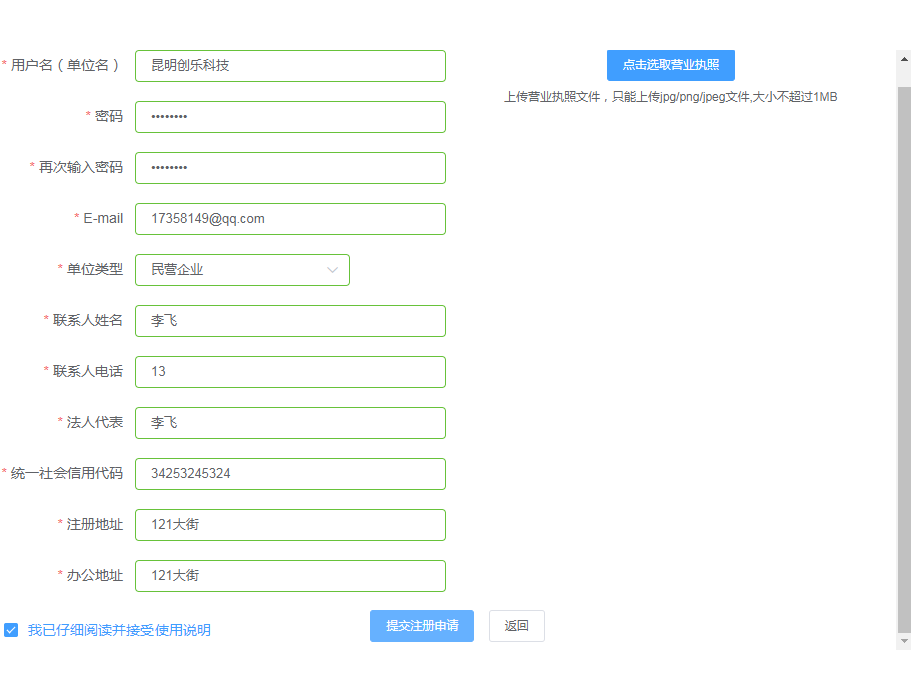 * 用户名（单位名） 昆明创乐科技
点击选取营业执照
上传营业执照文件，只能上传jpg/png/jpeg文件,大小不超过1MB
* 密码 ••••••••
* 再次输入密码 ••••••••
* E-mail 17358149@qq.com
* 单位类型 民营企业
* 联系人姓名 李飞
* 联系人电话 13
* 法人代表 李飞
* 统一社会信用代码 34253245324
* 注册地址 121大街
* 办公地址 121大街
我已仔细阅读并接受使用说明 提交注册申请 返回